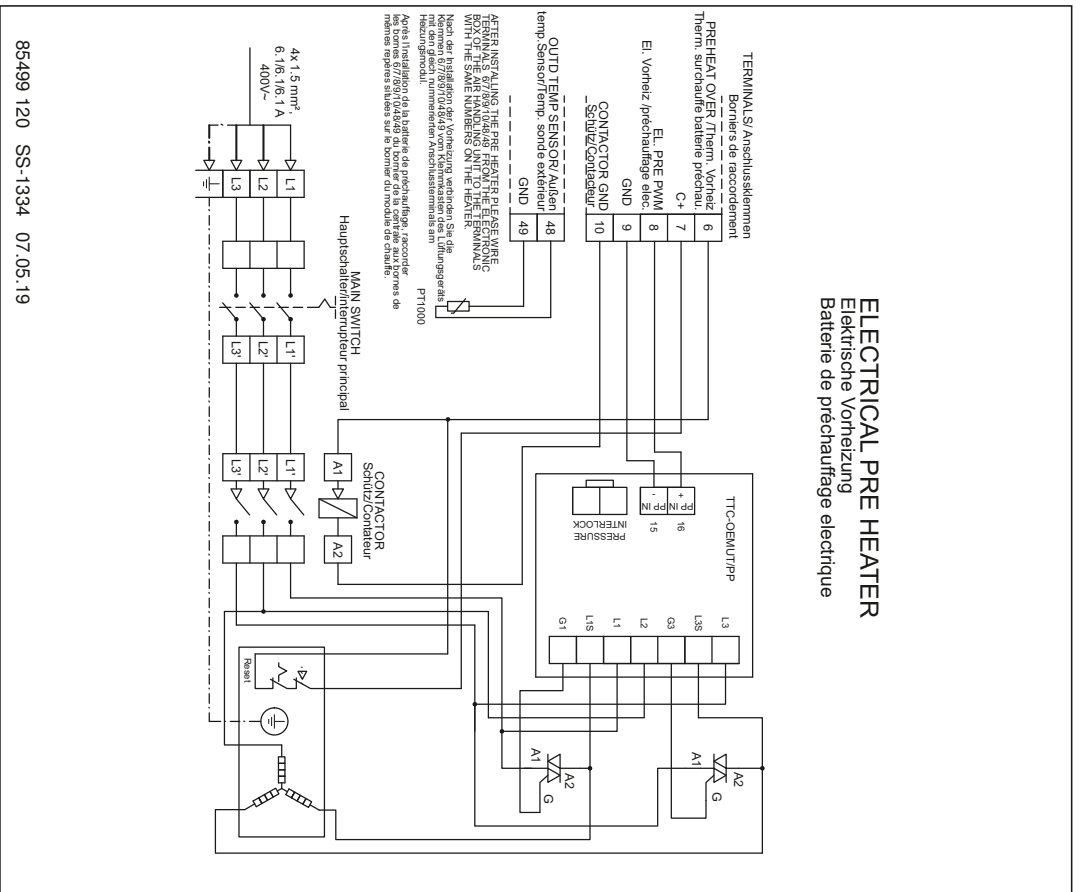 ELECTRICAL PRE HEATER
Elektrische Vorheizung
Batterie de préchauffage electrique
TERMINALS/ Anschlussklemmen
Borniers de raccordement
PREHEAT OVER /Therm. Vorheiz
Therm. surchauffe batterie préchau.
6
C+
7
EL. PRE PWM
El. Vorheiz /préchauffage elec.
8
GND
9
CONTACTOR GND
Schütz/Contacteur
10
OUTD TEMP SENSOR/ Außen
temp.Sensor/Temp. sonde extérieur
48
GND
49
AFTER INSTALLING THE PRE HEATER PLEASE WIRE
TERMINALS 6/7/8/9/10/48/49 FROM THE ELECTRONIC
BOX OF THE AIR HANDLING UNIT TO THE TERMINALS
WITH THE SAME NUMBERS ON THE HEATER.
Nach der Installation der Vorheizung verbinden Sie die
Klemmen 6/7/8/9/10/48/49 vom Klemmkasten des Lüftungsgeräts
mit den gleich nummerierten Anschlussterminals am
Heizungsmodul.
Après l'installation de la batterie de préchauffage, raccorder
les bornes 6/7/8/9/10/48/49 du bornier de la centrale aux bornes de
mêmes repères situées sur le bornier du module de chauffe.
PT1000
TTC-OEMUT/PP
+
PP IN
16
-
PP IN
15
PRESSURE
INTERLOCK
L3
L3S
G3
L2
L1
L1S
G1
A1
A2
G
A1
A2
G
CONTACTOR
Schütz/Contateur
A1
A2
MAIN SWITCH
Hauptschalter/interrupteur principal
4x 1.5 mm²,
6.1/6.1/6.1 A
400V~
L1
L2
L3
L1'
L2'
L3'
L1'
L2'
L3'
Reset
85499 120 SS-1334 07.05.19